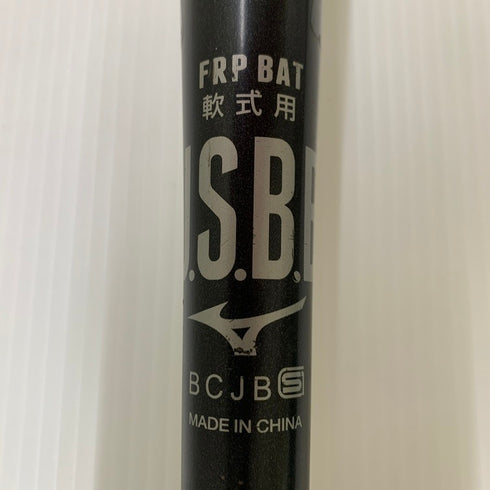 FRP BAT
軟式用
J.S.B.B
BCJB S
MADE IN CHINA